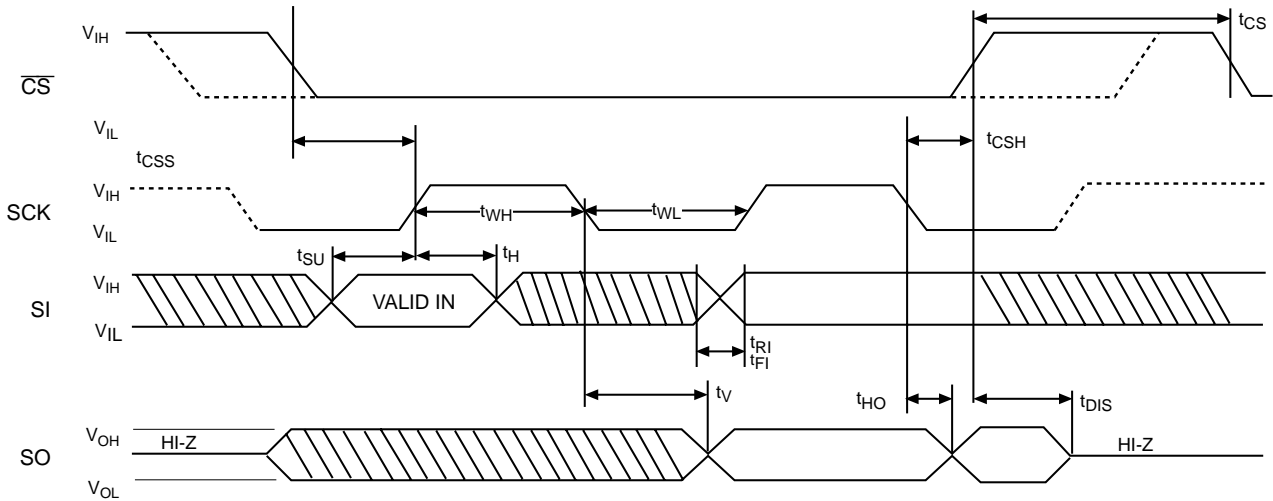 VIH
tCS
CS
VIL
tCSH
tCSS
VIH
SCK
tWH
tWL
VIL
tSU
tH
VIH
SI
VALID IN
VIL
tRI
tFI
tV
tHO
tDIS
VOH
HI-Z
HI-Z
SO
VOL